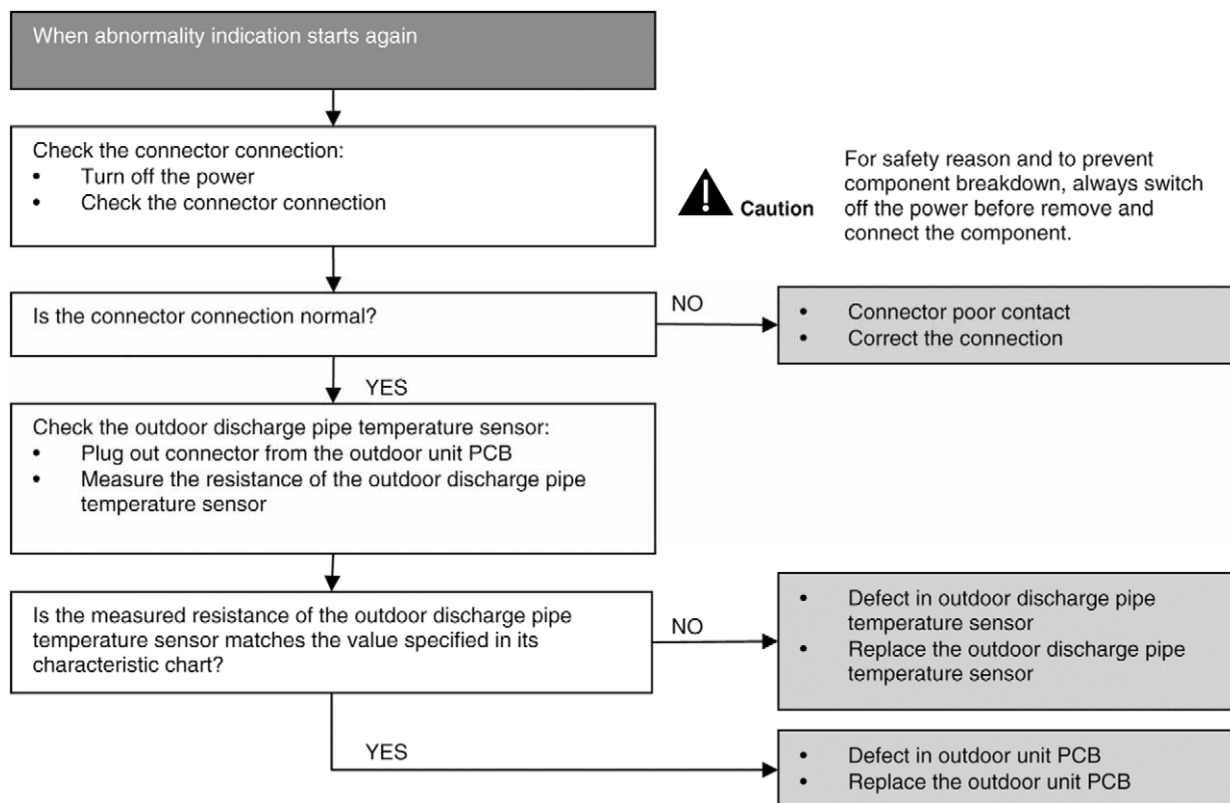 When abnormality indication starts again
Check the connector connection:
• Turn off the power
• Check the connector connection
Caution
For safety reason and to prevent
component breakdown, always switch
off the power before remove and
connect the component.
Is the connector connection normal?
NO
• Connector poor contact
• Correct the connection
YES
Check the outdoor discharge pipe temperature sensor:
• Plug out connector from the outdoor unit PCB
• Measure the resistance of the outdoor discharge pipe
temperature sensor
Is the measured resistance of the outdoor discharge pipe
temperature sensor matches the value specified in its
characteristic chart?
NO
• Defect in outdoor discharge pipe
temperature sensor
• Replace the outdoor discharge pipe
temperature sensor
YES
• Defect in outdoor unit PCB
• Replace the outdoor unit PCB